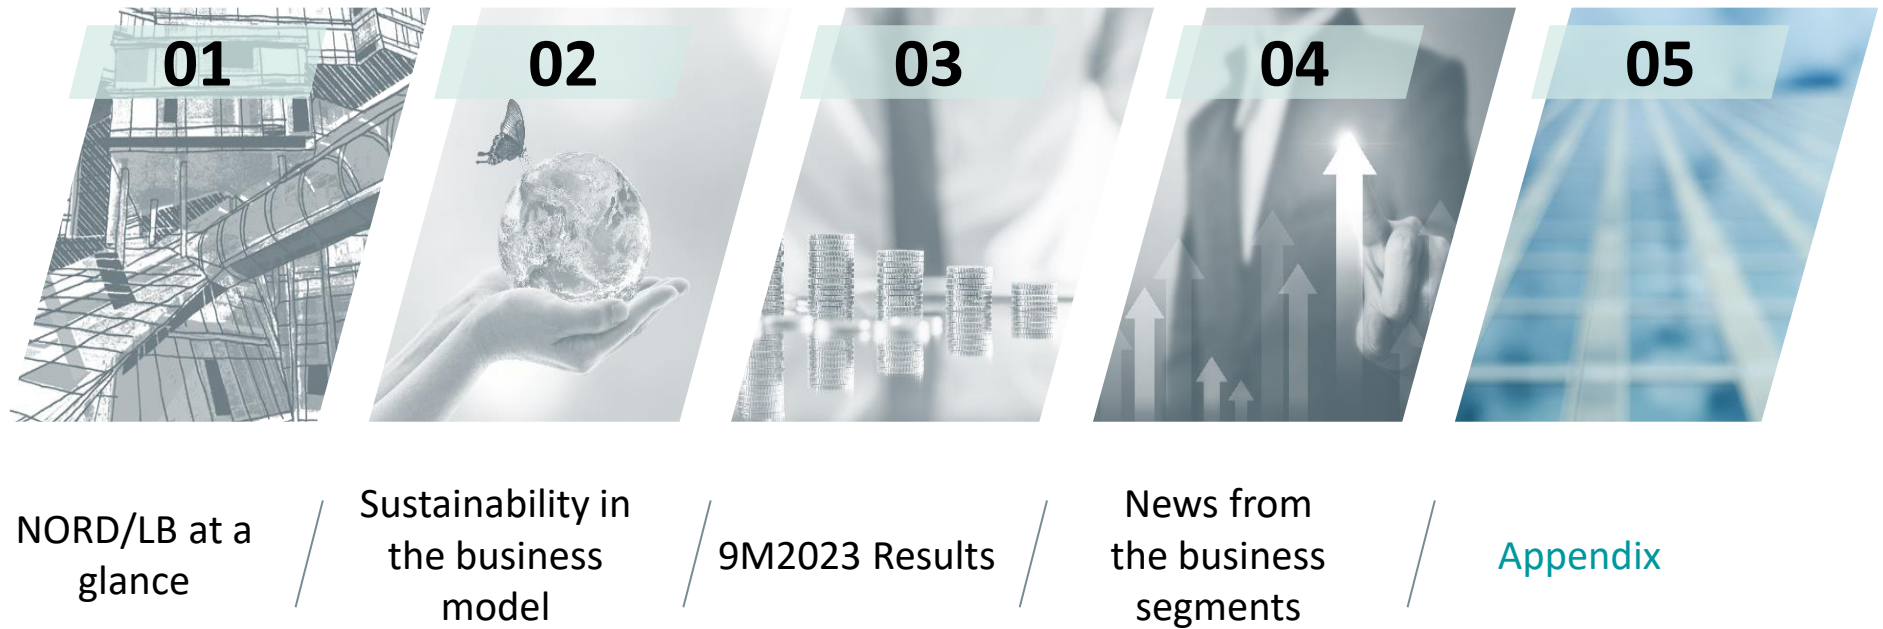 01
02
03
04
05
NORD/LB at a
glance
Sustainability in
the business
model
9M2023 Results
News from
the business
segments
Appendix